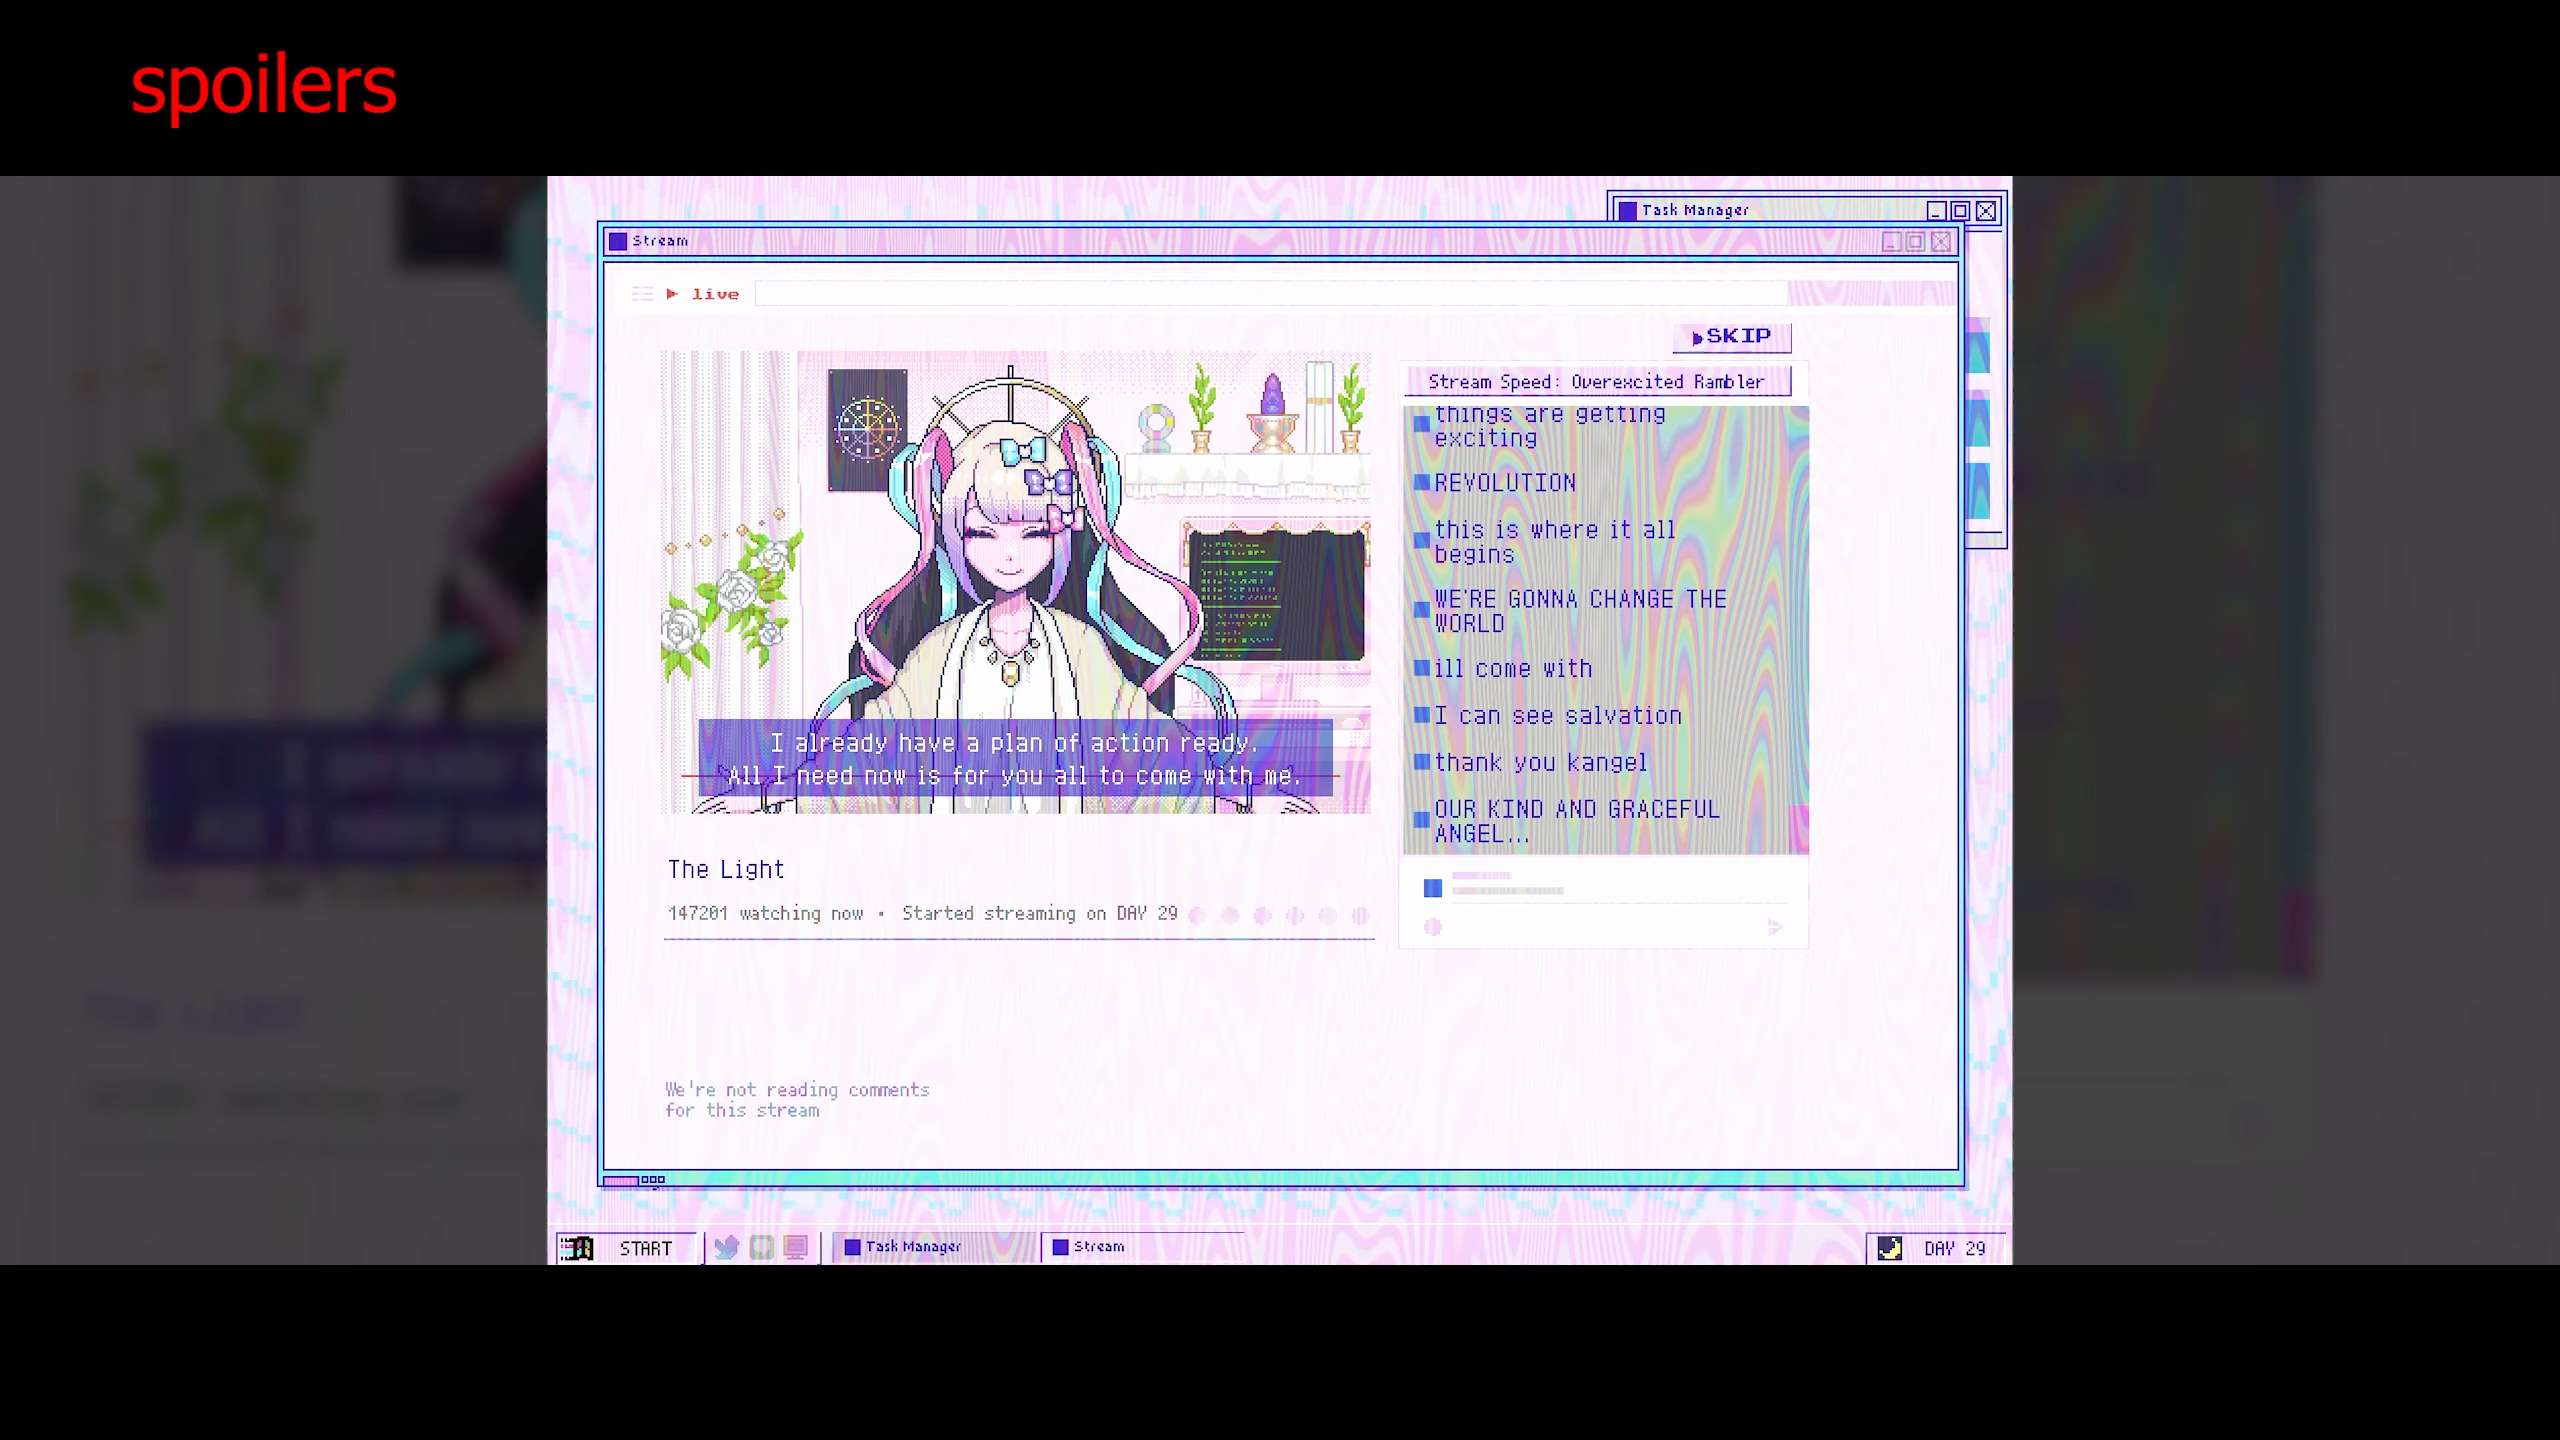 spoilers
Task Manager
Stream
live
SKIP
Stream Speed: Overexcited Rambler
things are getting
exciting
REVOLUTION
this is where it all
begins
WE'RE GONNA CHANGE THE
WORLD
ill come with
I can see salvation
thank you kangel
OUR KIND AND GRACEFUL
ANGEL...
I already have a plan of action ready.
All I need now is for you all to come with me.
The Light
147201 watching now • Started streaming on DAY 29
We're not reading comments
for this stream
START
Task Manager
Stream
DAY 29